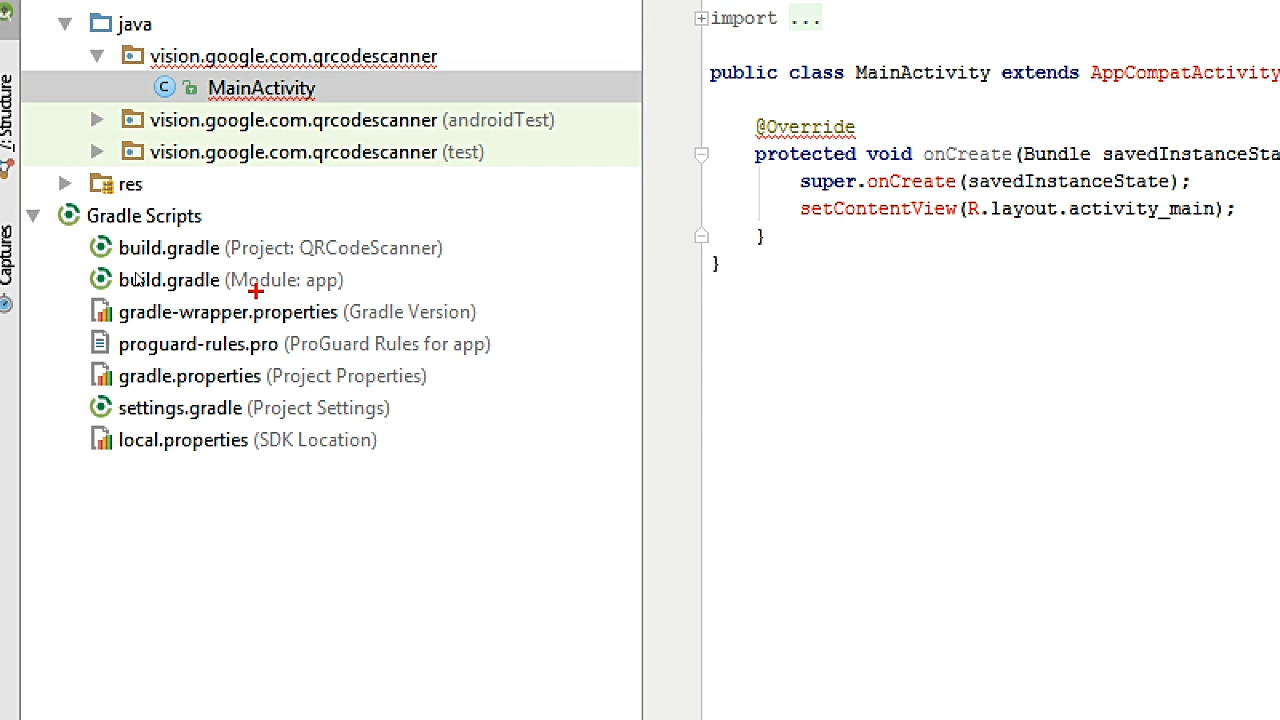 java
vision.google.com.qrcodescanner
C MainActivity
vision.google.com.qrcodescanner (androidTest)
vision.google.com.qrcodescanner (test)
res
Gradle Scripts
build.gradle (Project: QRCodeScanner)
build.gradle (Module: app)
gradle-wrapper.properties (Gradle Version)
proguard-rules.pro (ProGuard Rules for app)
gradle.properties (Project Properties)
settings.gradle (Project Settings)
local.properties (SDK Location)
7: Structure
Captures
import ...
public class MainActivity extends AppCompatActivity
@Override
protected void onCreate(Bundle savedInstanceSta
super.onCreate(savedInstanceState);
setContentView(R.layout.activity_main);
}
}